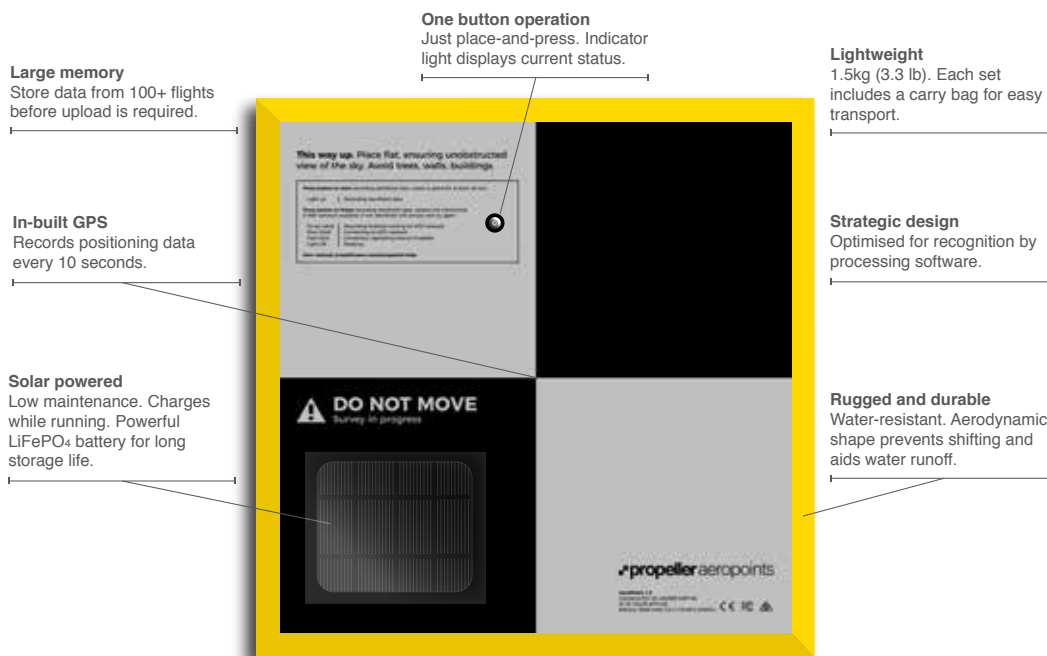 One button operation
Just place-and-press. Indicator
light displays current status.
Large memory
Store data from 100+ flights
before upload is required.
Lightweight
1.5kg (3.3 lb). Each set
includes a carry bag for easy
transport.
This way up. Place flat, ensuring unobstructed
view of the sky. Avoid trees, walls, buildings.
In-built GPS
Records positioning data
every 10 seconds.
Strategic design
Optimised for recognition by
processing software.
Solar powered
Low maintenance. Charges
while running. Powerful
LiFePO4 battery for long
storage life.
DO NOT MOVE
Survey in progress
Rugged and durable
Water-resistant. Aerodynamic
shape prevents shifting and
aids water runoff.
propelleraeropoints